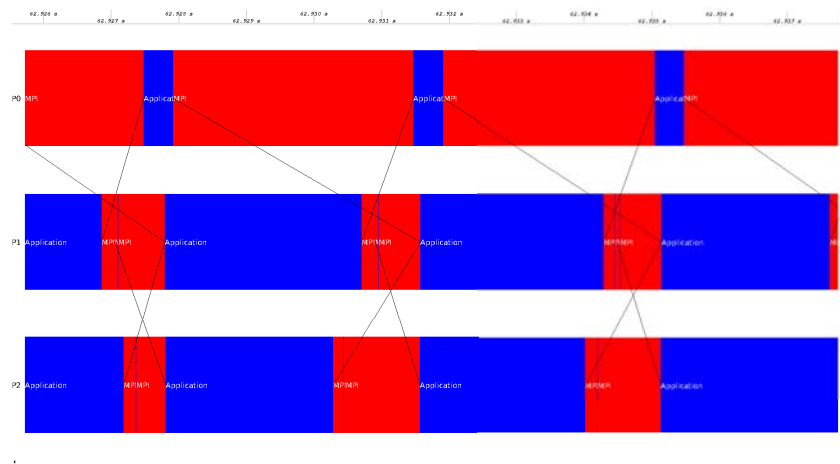 62.926 s 62.927 s 62.928 s 62.929 s 62.930 s 62.931 s 62.932 s 62.933 s 62.934 s 62.935 s 62.936 s 62.937 s
P0 MPI Applicat MPI Applicat MPI Applicat MPI
P1 Application MPI MPI Application MPI MPI Application MPI MPI Application M
P2 Application MPI MPI Application MPI MPI Application MPI MPI Application